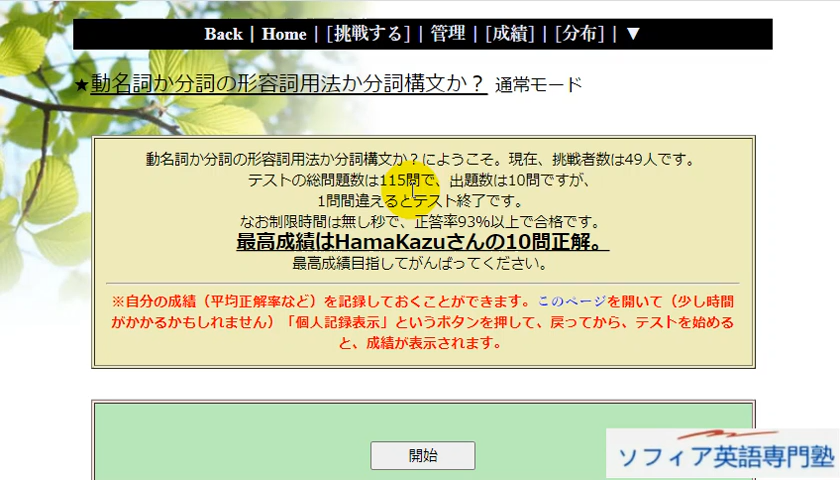 Back | Home | [挑戦する] | 管理 | [成績] | [分布] | ▼
★動名詞か分詞の形容詞用法か分詞構文か？ 通常モード
動名詞か分詞の形容詞用法か分詞構文か？にようこそ。現在、挑戦者数は49人です。
テストの総問題数は115問で、出題数は10問ですが、
1問間違えるとテスト終了です。
なお制限時間は無し秒で、正答率93%以上で合格です。
最高成績はHamaKazuさんの10問正解。
最高成績目指してがんばってください。
※自分の成績（平均正解率など）を記録しておくことができます。このページを開いて（少し時間
がかかるかもしれません）「個人記録表示」というボタンを押して、戻ってから、テストを始める
と、成績が表示されます。
開始
ソフィア英語専門塾